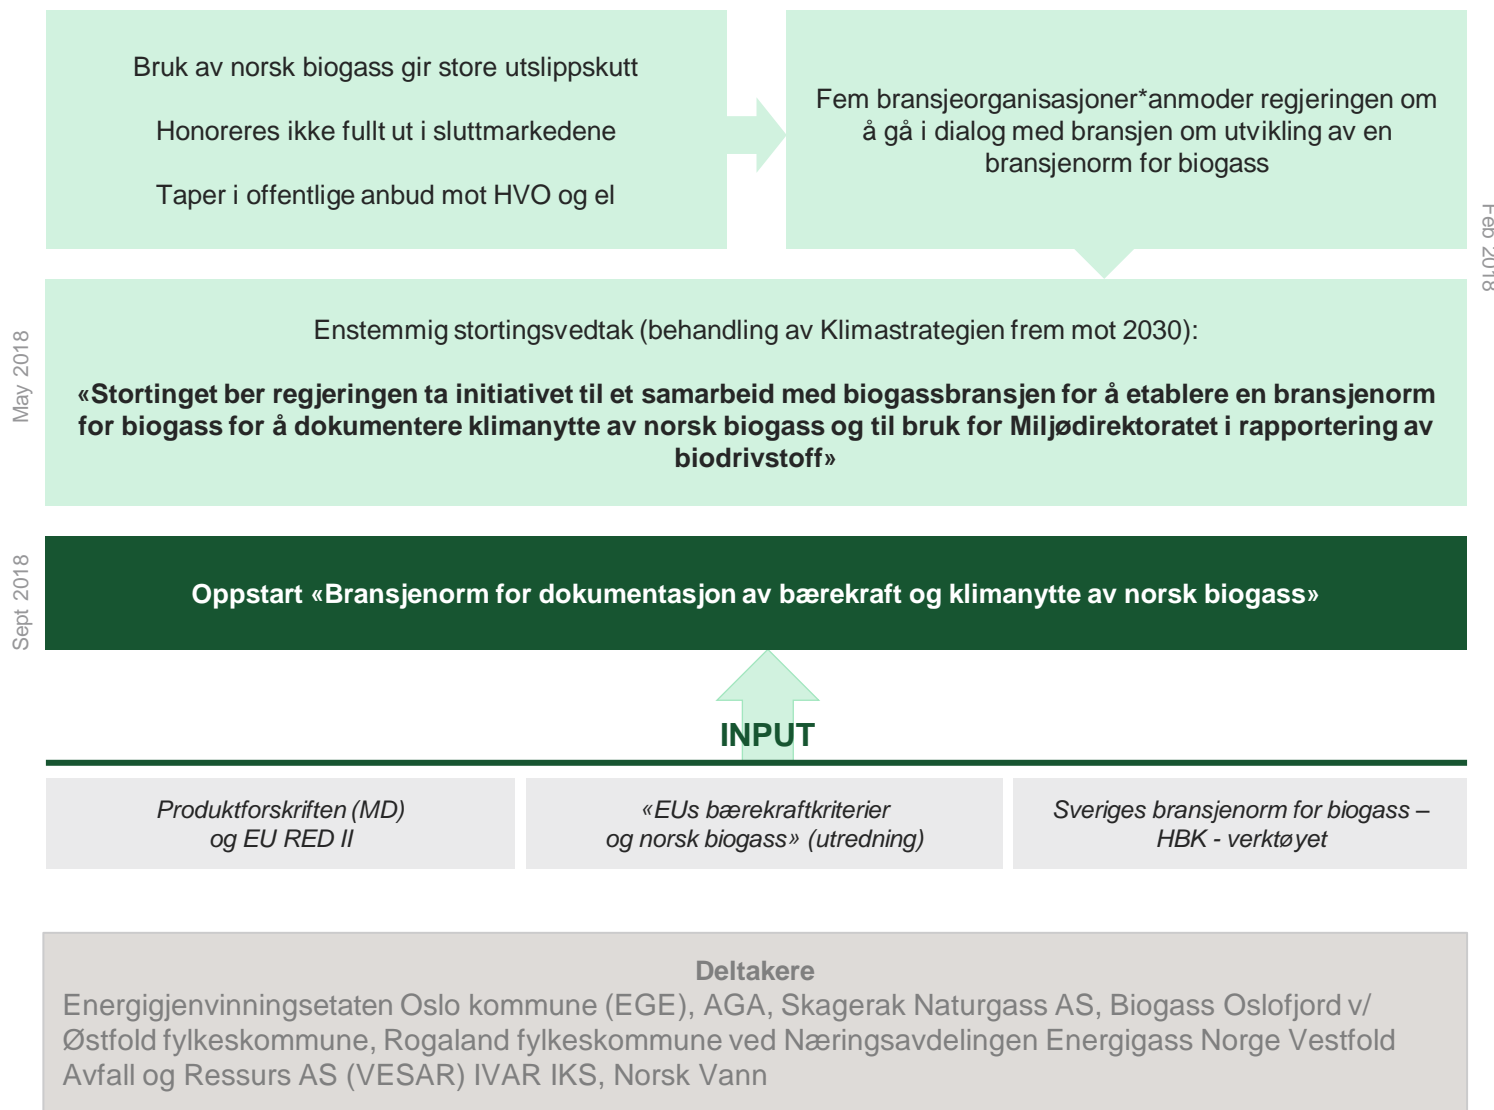 Bruk av norsk biogass gir store utslippskutt
Honoreres ikke fullt ut i sluttmarkedene
Taper i offentlige anbud mot HVO og el
Fem bransjeorganisasjoner*anmoder regjeringen om
å gå i dialog med bransjen om utvikling av en
bransjenorm for biogass
Feb 2018
May 2018
Enstemmig stortingsvedtak (behandling av Klimastrategien frem mot 2030):
«Stortinget ber regjeringen ta initiativet til et samarbeid med biogassbransjen for å etablere en bransjenorm
for biogass for å dokumentere klimanytte av norsk biogass og til bruk for Miljødirektoratet i rapportering av
biodrivstoff»
Sept 2018
Oppstart «Bransjenorm for dokumentasjon av bærekraft og klimanytte av norsk biogass»
INPUT
Produktforskriften (MD)
og EU RED II
«EUs bærekraftkriterier
og norsk biogass» (utredning)
Sveriges bransjenorm for biogass –
HBK - verktøyet
Deltakere
Energigjenvinningsetaten Oslo kommune (EGE), AGA, Skagerak Naturgass AS, Biogass Oslofjord v/
Østfold fylkeskommune, Rogaland fylkeskommune ved Næringsavdelingen Energigass Norge Vestfold
Avfall og Ressurs AS (VESAR) IVAR IKS, Norsk Vann